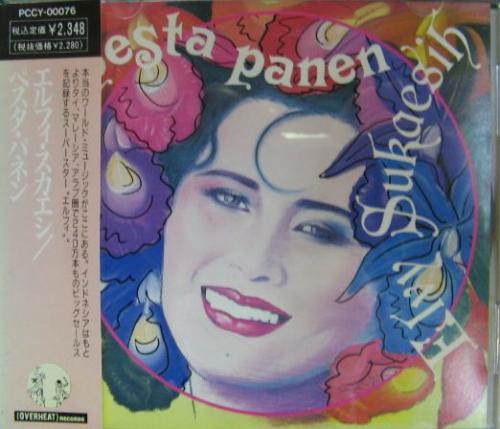 PCCY-00076
税込定価 ¥2,348
(税抜価格 ¥2,280)
エルフィ・スカエシ/
ペスタ・パネン
本当のワールド・ミュージックがここにある。インドネシアはもと
よりタイ、マレーシア、アラブ圏で240万本ものビッグセールス
を記録するスーパースター“エルフィ”。
(OVERHEAT) RECORDS
esta panen
Elfi Sukaesih